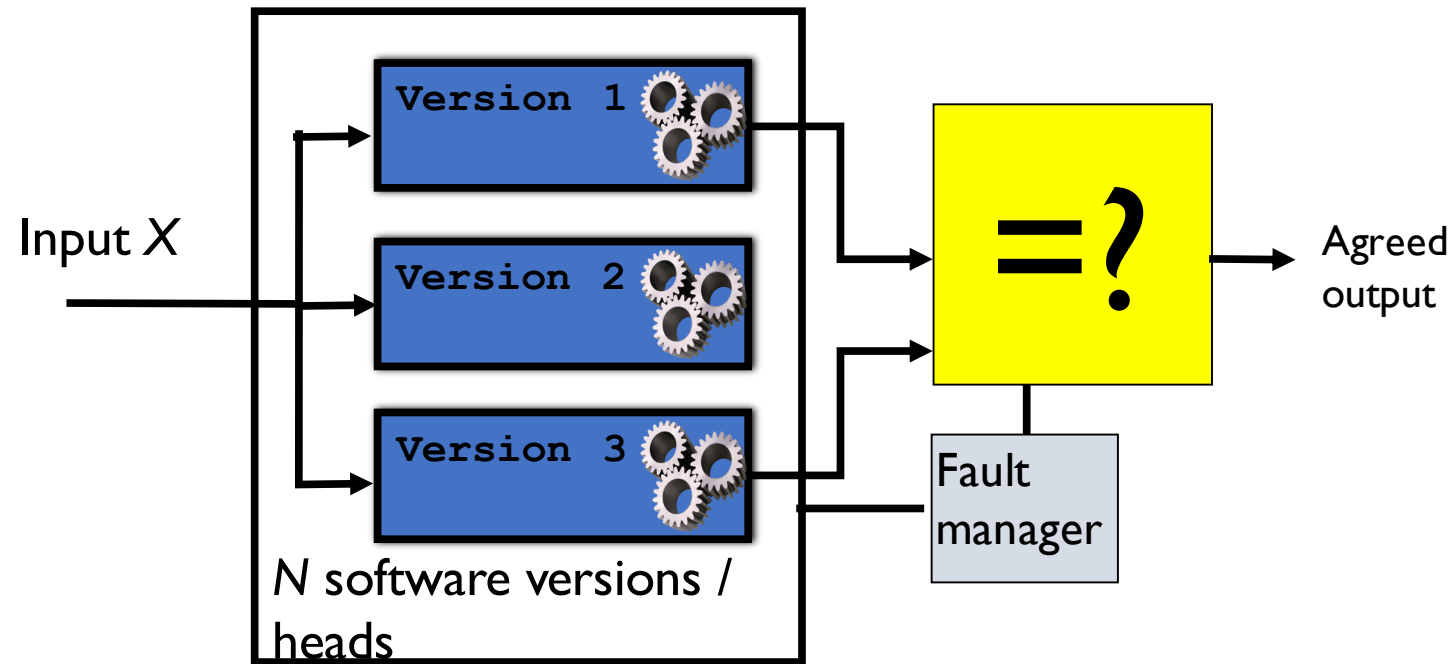 Input X
Version 1
Version 2
Version 3
N software versions /
heads
=?
Fault
manager
Agreed
output